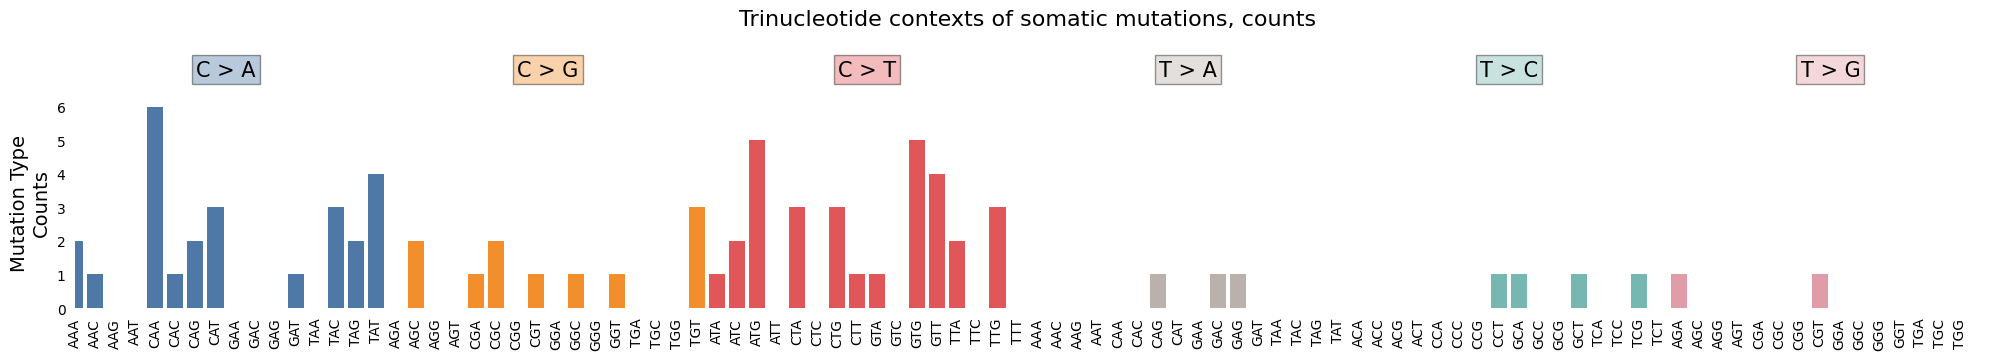 Trinucleotide contexts of somatic mutations, counts
C > A
C > G
C > T
T > A
T > C
T > G
Mutation Type
Counts
6
5
4
3
2
1
0
AAA
AAC
AAG
AAT
CAA
CAC
CAG
CAT
GAA
GAC
GAG
GAT
TAA
TAC
TAG
TAT
AGA
AGC
AGG
AGT
CGA
CGC
CGG
CGT
GGA
GGC
GGG
GGT
TGA
TGC
TGG
TGT
ATA
ATC
ATG
ATT
CTA
CTC
CTG
CTT
GTA
GTC
GTG
GTT
TTA
TTC
TTG
TTT
AAA
AAC
AAG
AAT
CAA
CAC
CAG
CAT
GAA
GAC
GAG
GAT
TAA
TAC
TAG
TAT
ACA
ACC
ACG
ACT
CCA
CCC
CCG
CCT
GCA
GCC
GCG
GCT
TCA
TCC
TCG
TCT
AGA
AGC
AGG
AGT
CGA
CGC
CGG
CGT
GGA
GGC
GGG
GGT
TGA
TGC
TGG